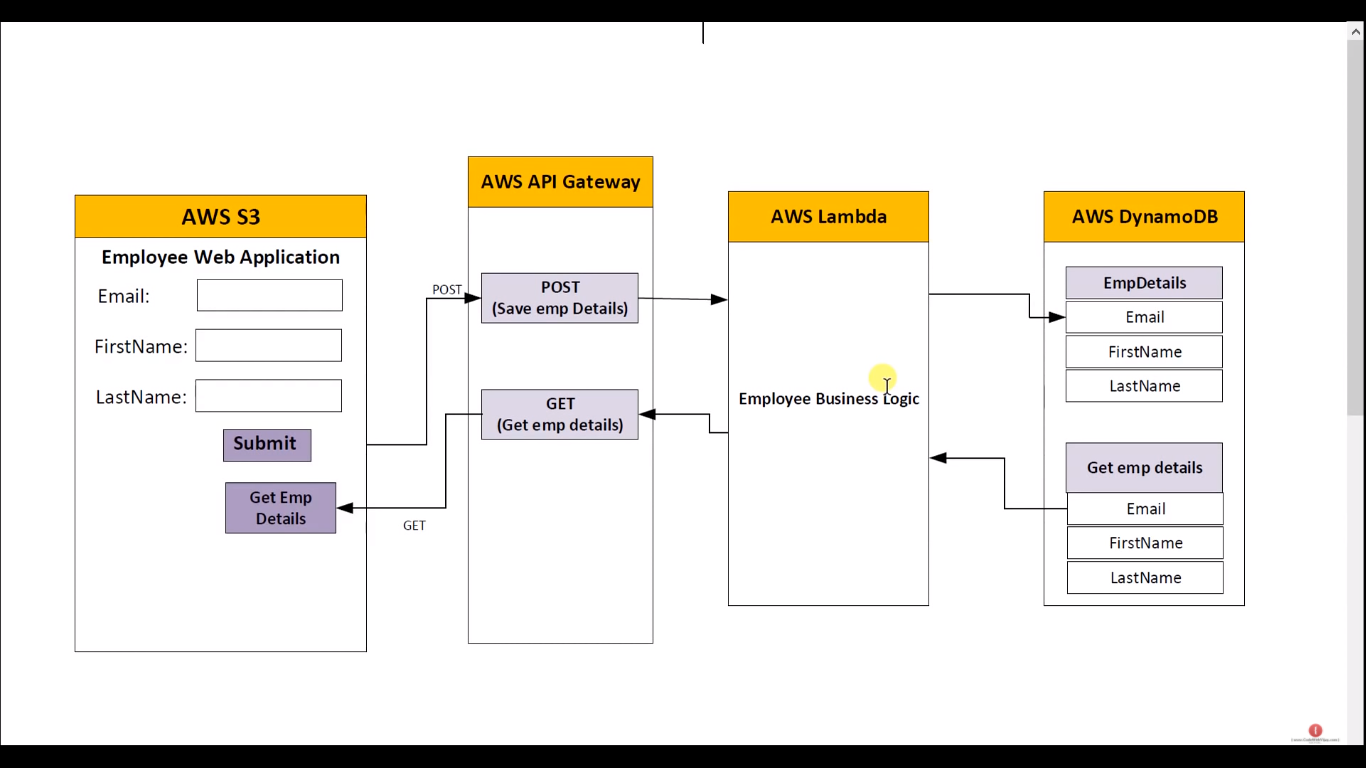 AWS S3
Employee Web Application
Email:
FirstName:
LastName:
Submit
Get Emp
Details
POST
GET
AWS API Gateway
POST
(Save emp Details)
GET
(Get emp details)
AWS Lambda
Employee Business Logic
AWS DynamoDB
EmpDetails
Email
FirstName
LastName
Get emp details
Email
FirstName
LastName